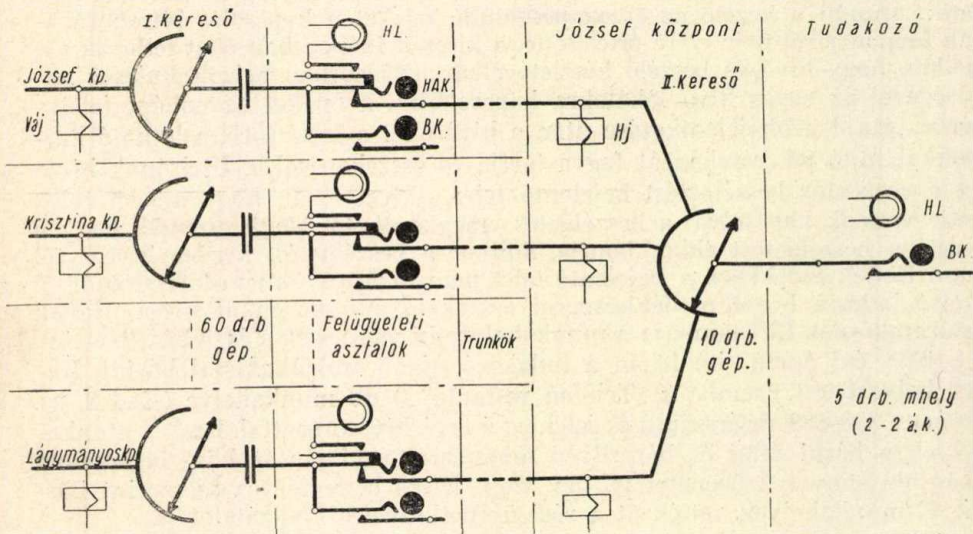 I. Kereső
HL
József központ
Tudakozó
József kp.
II. Kereső
HÁK.
Váj
BK.
Hj
Krisztina kp.
HL
BK
60 drb
gép.
Felügyeleti
asztalok
Trunkök
10 drb.
gép.
5 drb. mhely
(2-2 á.k.)
Lágymányosi kp.